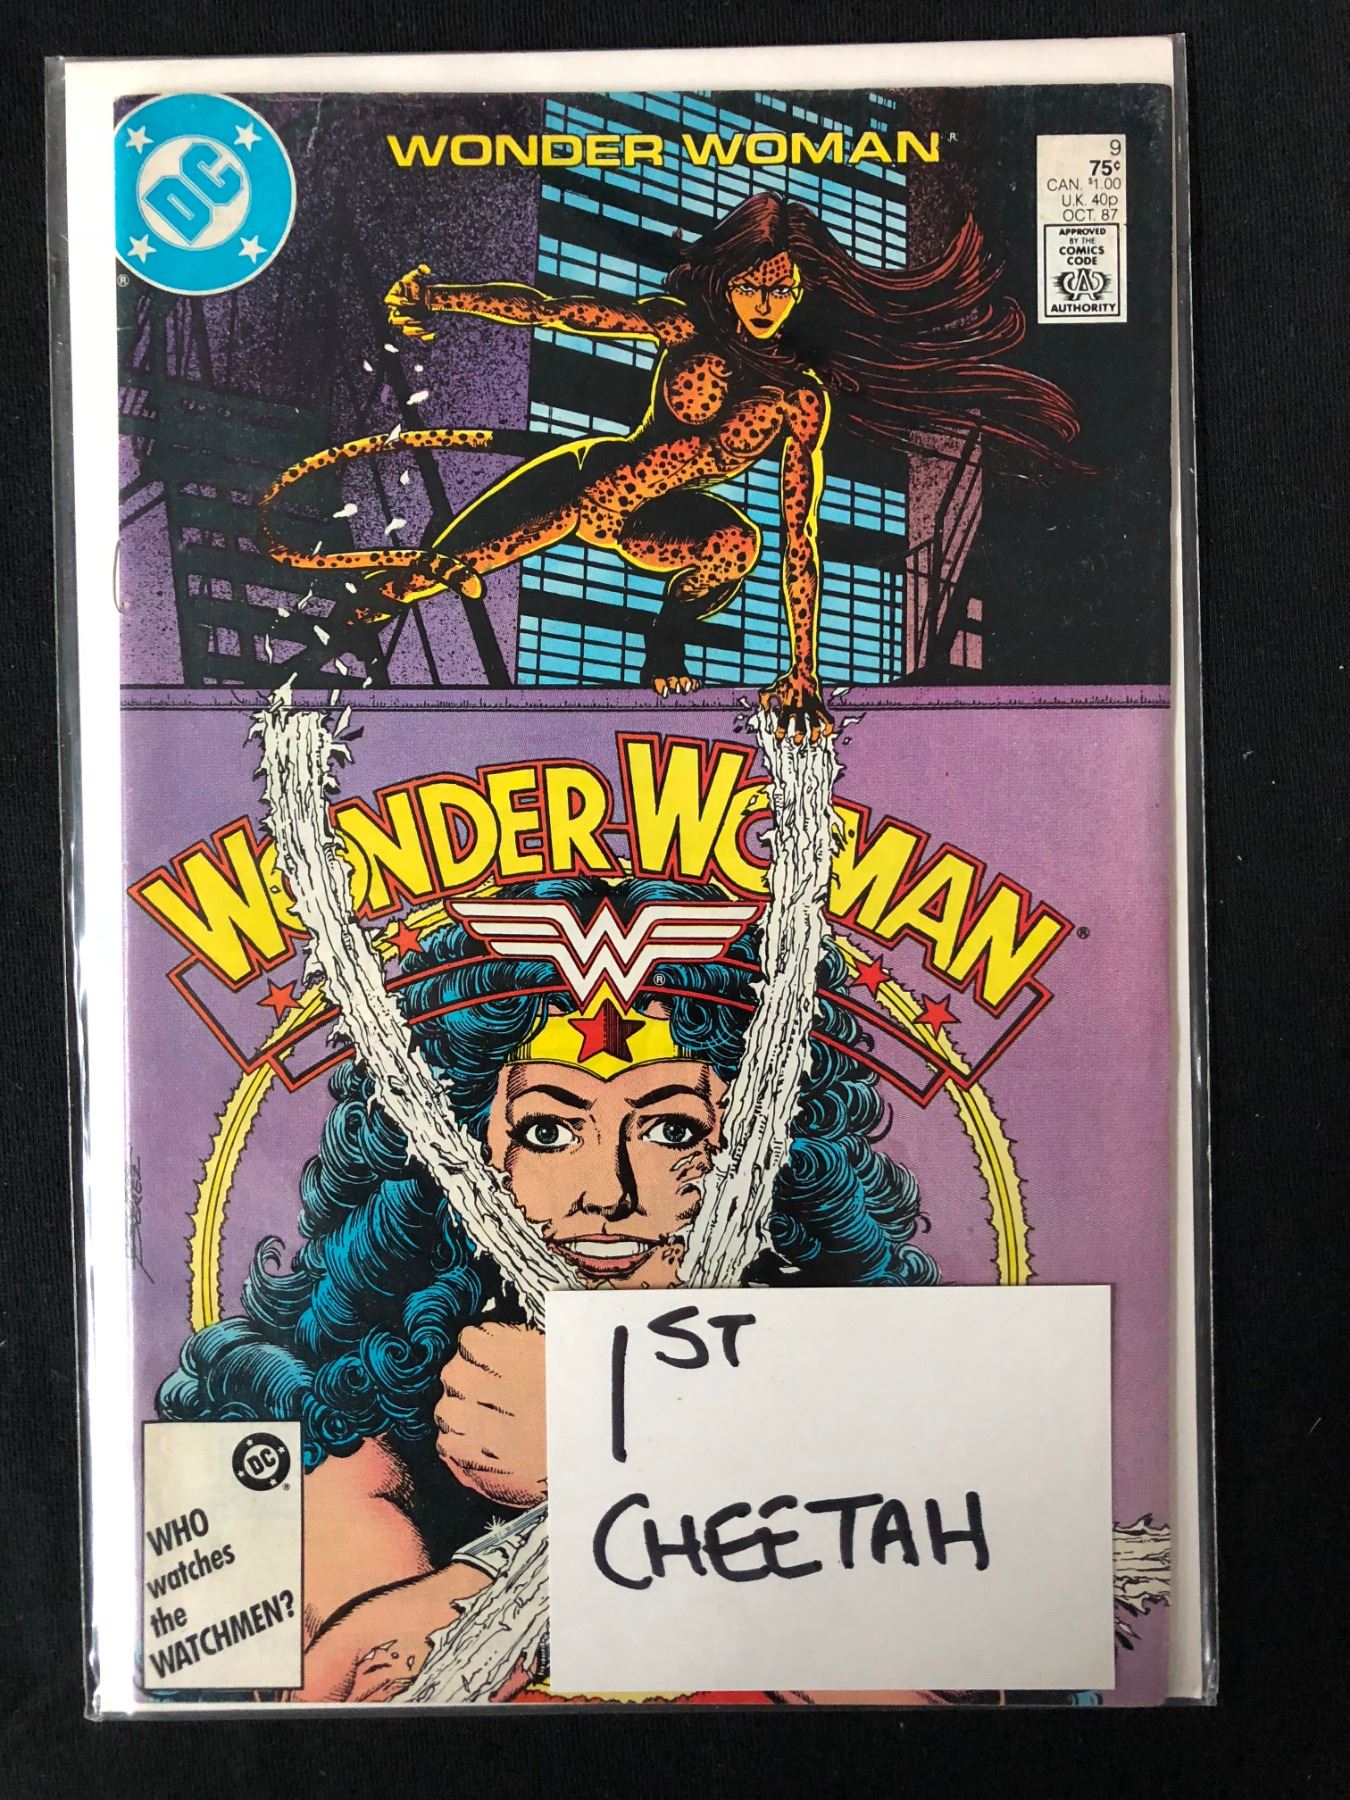 DC
®
WONDER WOMAN ®
9
75¢
CAN. $1.00
U.K. 40p
OCT. 87
APPROVED
BY THE
COMICS
CODE
CA
AUTHORITY
WONDER WOMAN ®
W ®
PEREZ
1ST
CHEETAH
DC ®
WHO
watches
the
WATCHMEN?